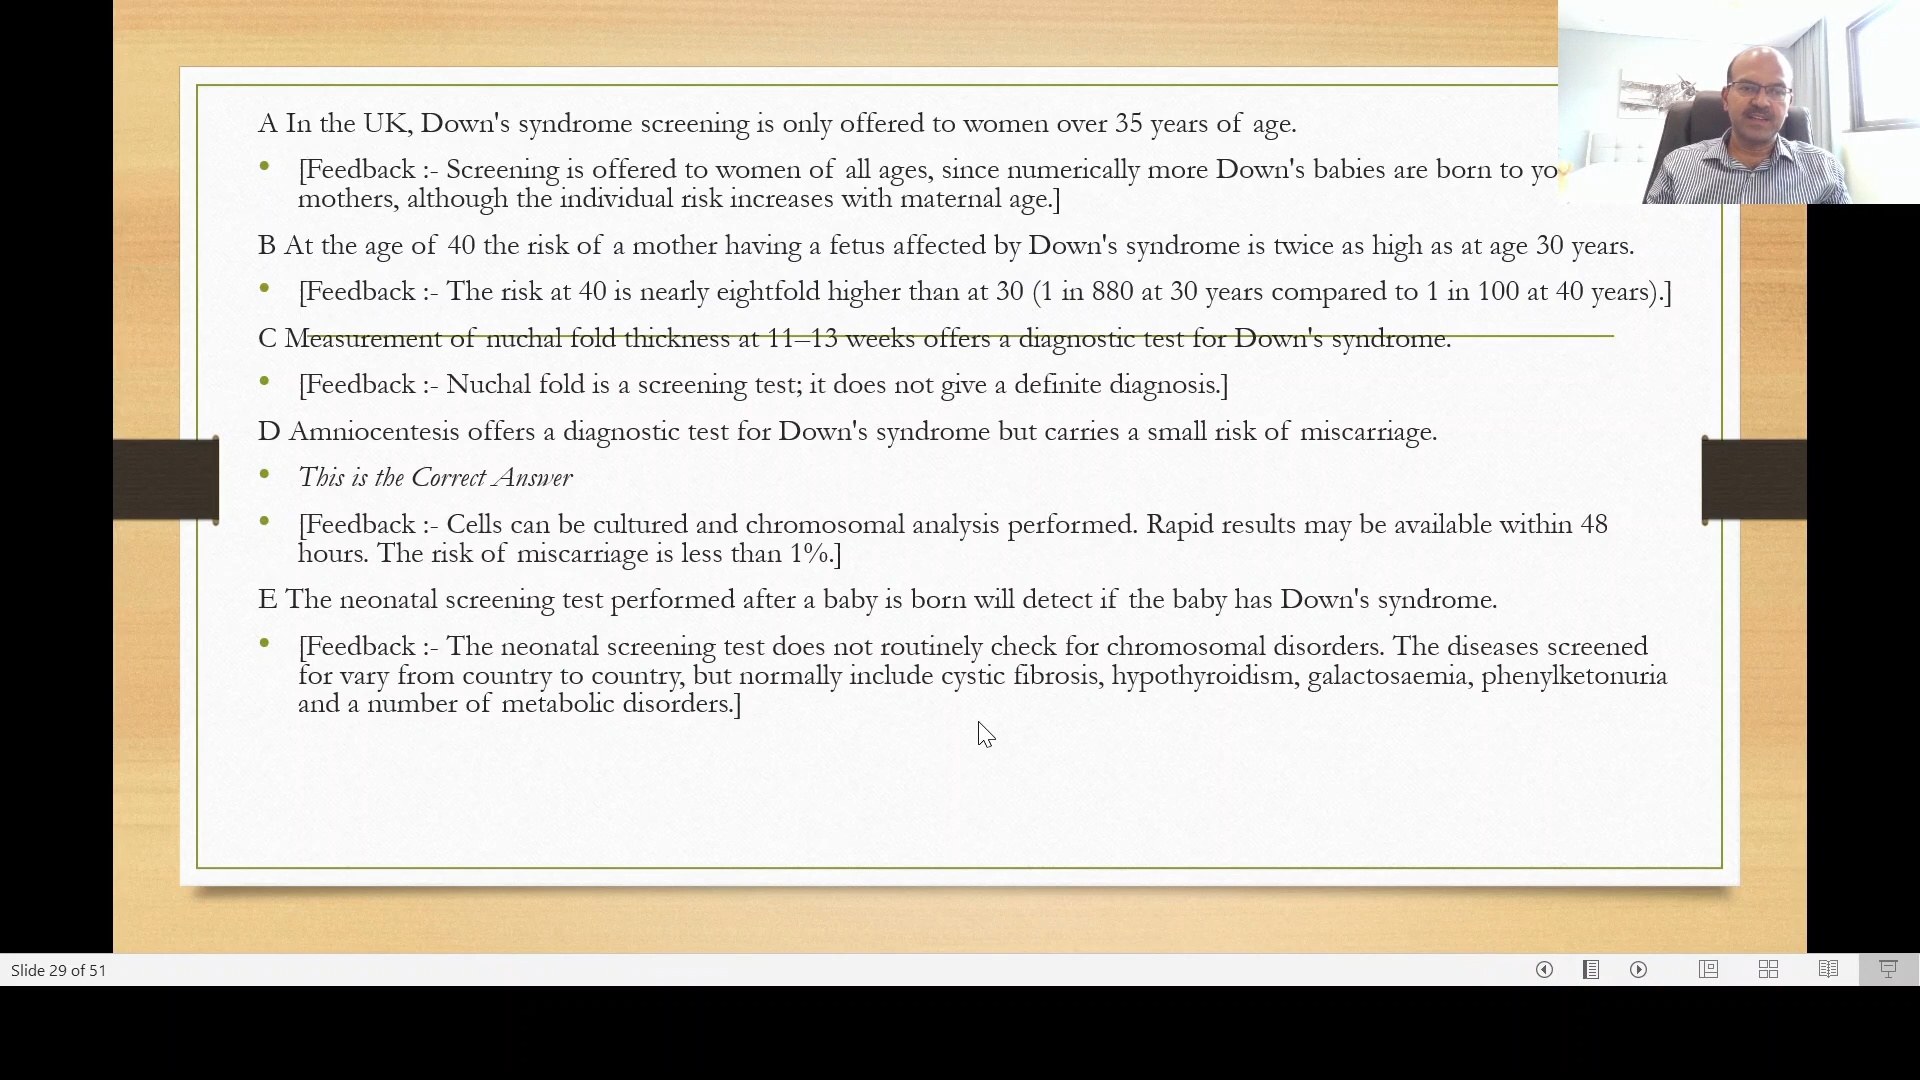 A In the UK, Down's syndrome screening is only offered to women over 35 years of age.
• [Feedback :- Screening is offered to women of all ages, since numerically more Down's babies are born to
mothers, although the individual risk increases with maternal age.]
B At the age of 40 the risk of a mother having a fetus affected by Down's syndrome is twice as high as at age 30 years.
• [Feedback :- The risk at 40 is nearly eightfold higher than at 30 (1 in 880 at 30 years compared to 1 in 100 at 40 years).]
C Measurement of nuchal fold thickness at 11–13 weeks offers a diagnostic test for Down's syndrome.
• [Feedback :- Nuchal fold is a screening test; it does not give a definite diagnosis.]
D Amniocentesis offers a diagnostic test for Down's syndrome but carries a small risk of miscarriage.
• This is the Correct Answer
• [Feedback :- Cells can be cultured and chromosomal analysis performed. Rapid results may be available within 48
hours. The risk of miscarriage is less than 1%.]
E The neonatal screening test performed after a baby is born will detect if the baby has Down's syndrome.
• [Feedback :- The neonatal screening test does not routinely check for chromosomal disorders. The diseases screened
for vary from country to country, but normally include cystic fibrosis, hypothyroidism, galactosaemia, phenylketonuria
and a number of metabolic disorders.]
Slide 29 of 51